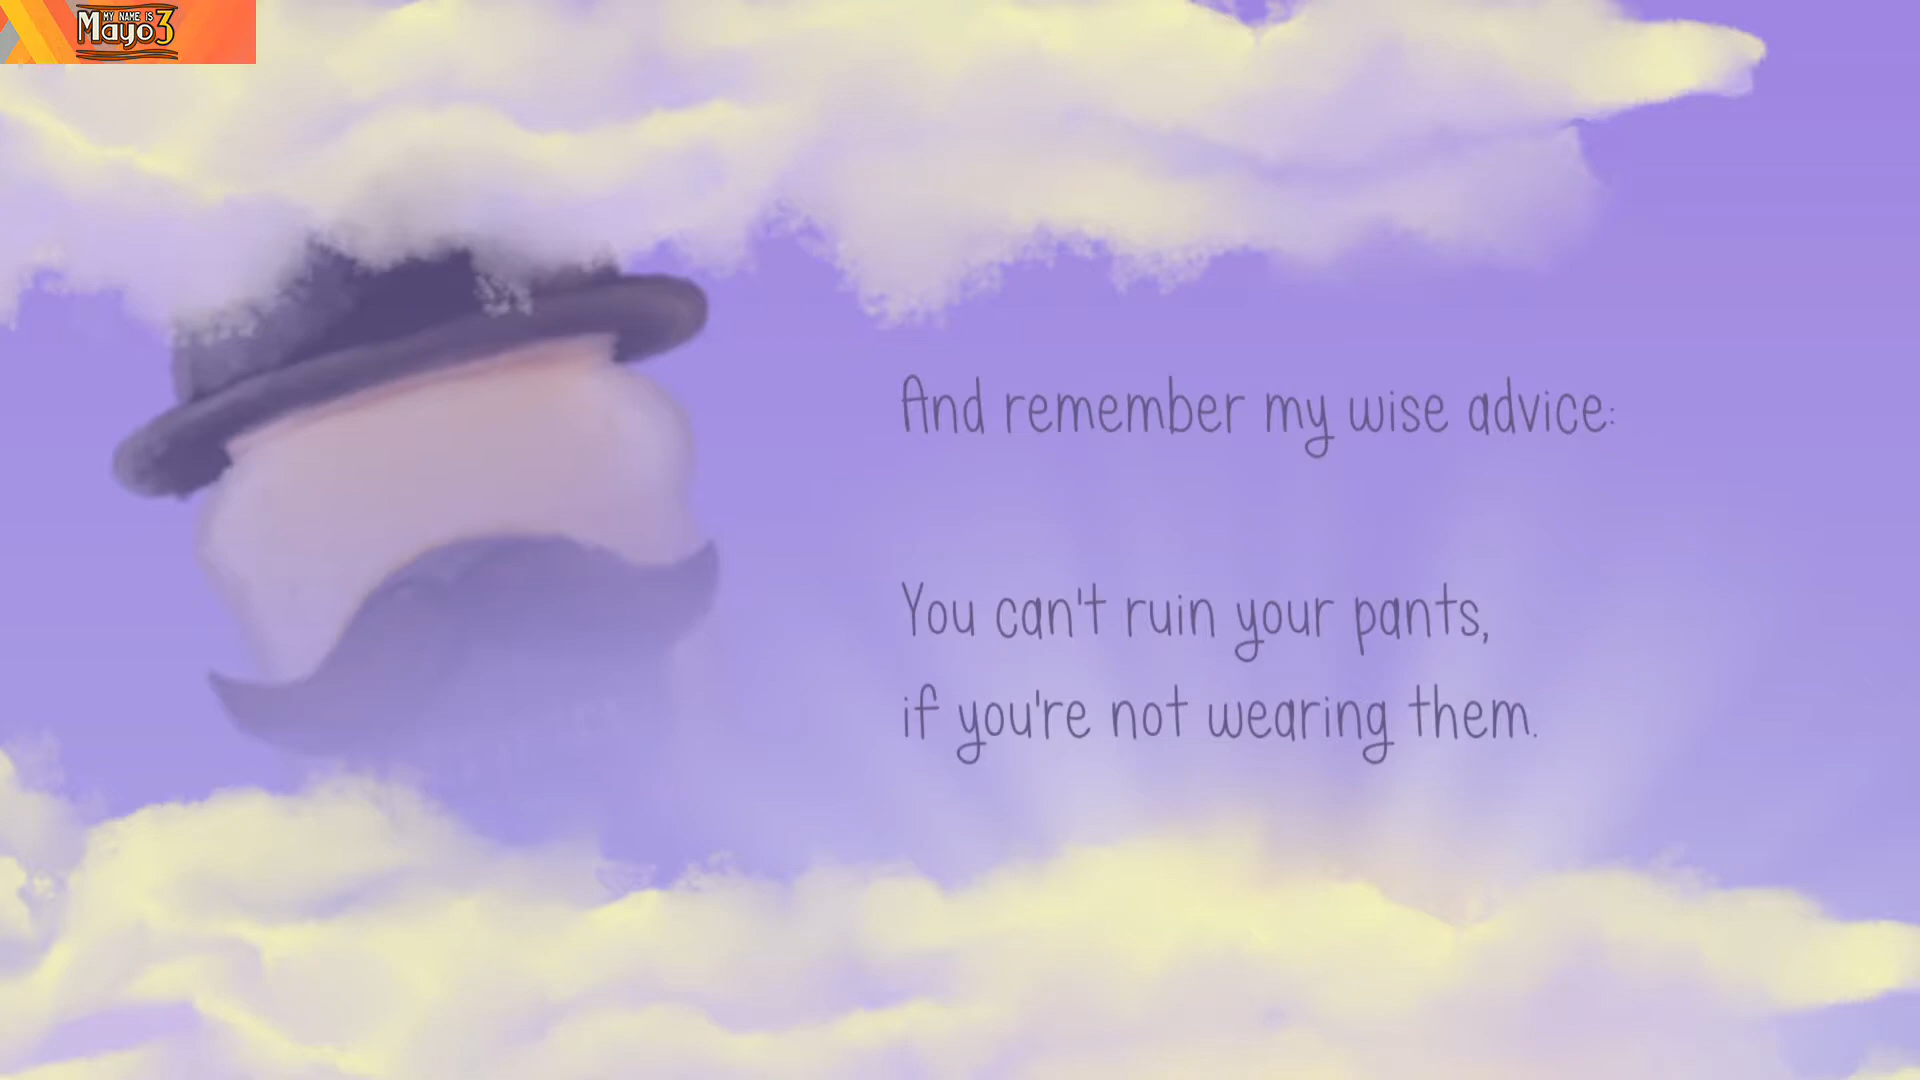 MY NAME IS
Mayo3
And remember my wise advice:
You can't ruin your pants,
if you're not wearing them.